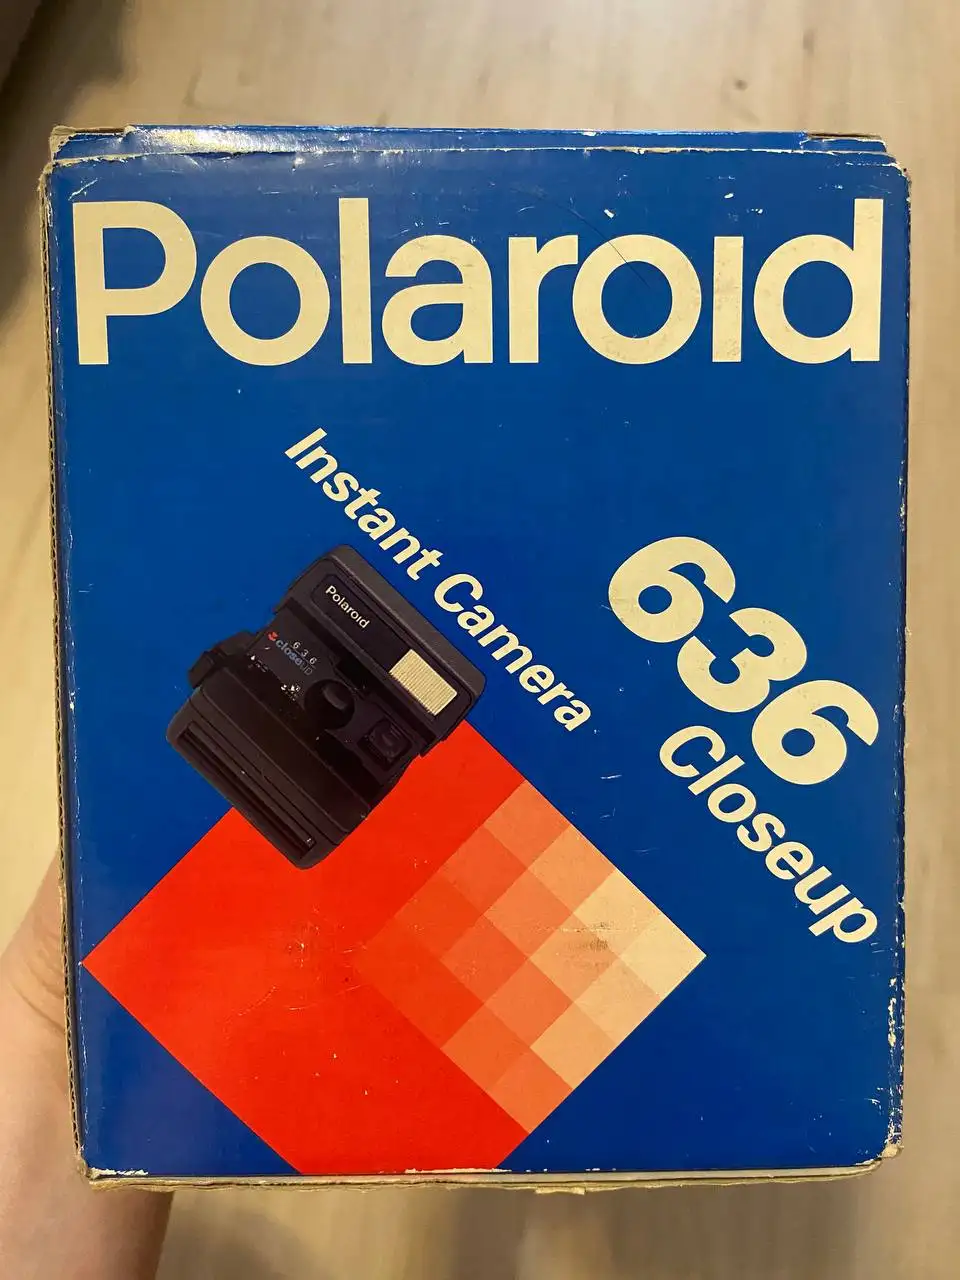 Polaroid
Instant Camera
636
Closeup
Polaroid
636
closeup